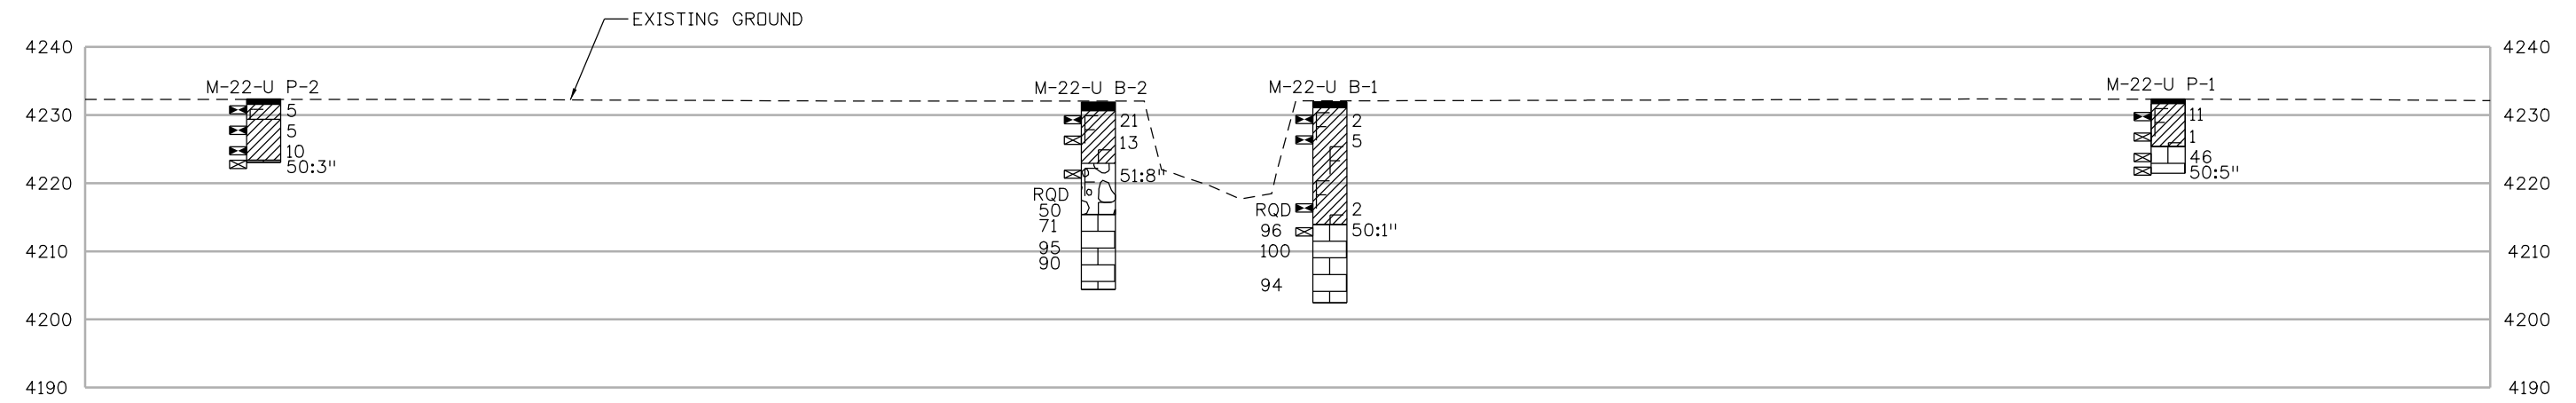 EXISTING GROUND
4240 4240
M-22-U P-2 M-22-U B-2 M-22-U B-1 M-22-U P-1
5 21 2 11
4230 4230
5 13 5 1
10 46
50:3" 51:8" 50:5"
4220 4220
RQD
50 RQD 2
71 96 50:1"
4210 95 100 4210
90
94
4200 4200
4190 4190